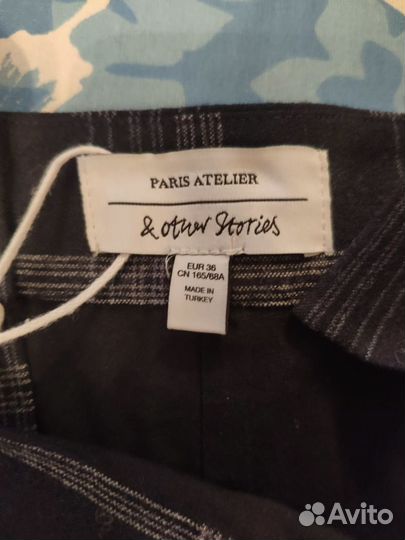 PARIS ATELIER
& other Stories
EUR 36
CN 165/68A
MADE IN
TURKEY
Avito